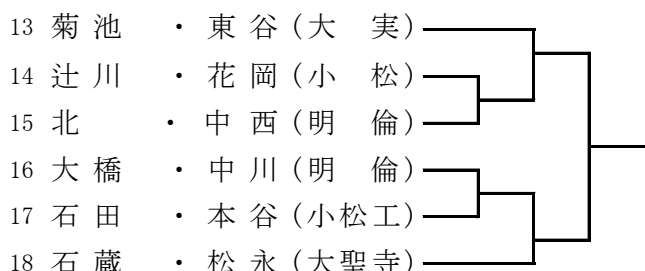 13 菊池 ・ 東谷(大 実)
14 辻川 ・ 花岡(小 松)
15 北 ・ 中西(明 倫)
16 大橋 ・ 中川(明 倫)
17 石田 ・ 本谷(小松工)
18 石蔵 ・ 松永(大聖寺)